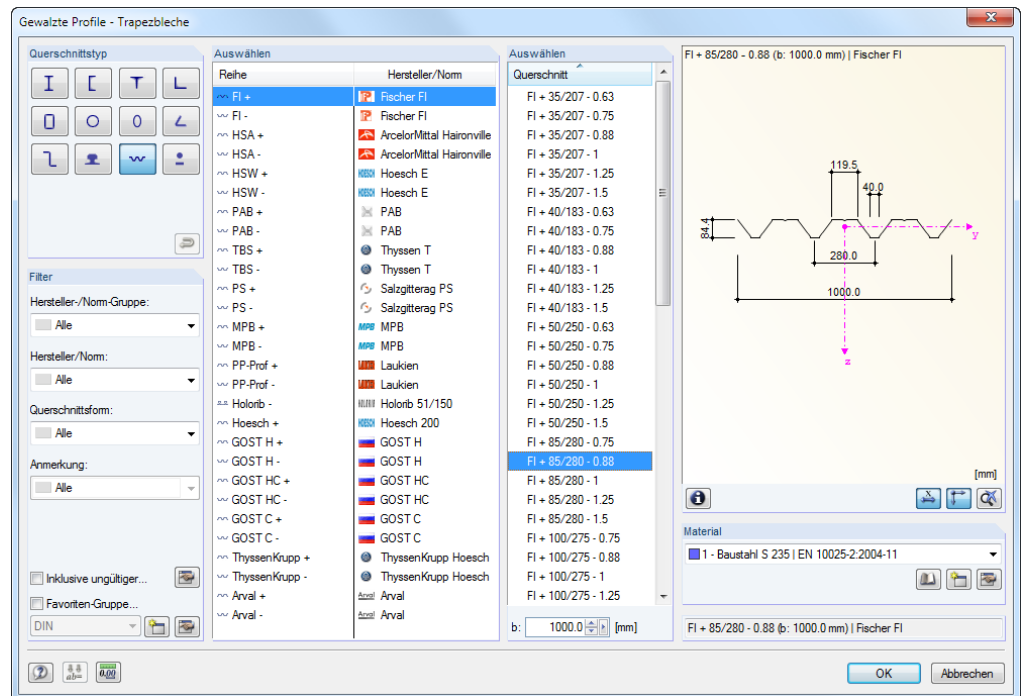 Gewalzte Profile - Trapezbleche
Querschnittstyp
Filter
Hersteller-/Norm-Gruppe:
Alle
Hersteller/Norm:
Alle
Querschnittsform:
Alle
Anmerkung:
Alle
Inklusive ungültiger...
Favoriten-Gruppe...
DIN
Auswählen
Reihe Hersteller/Norm
FI + Fischer FI
FI - Fischer FI
HSA + ArcelorMittal Haironville
HSA - ArcelorMittal Haironville
HSW + Hoesch E
HSW - Hoesch E
PAB + PAB
PAB - PAB
TBS + Thyssen T
TBS - Thyssen T
PS + Salzgitterag PS
PS - Salzgitterag PS
MPB + MPB MPB
MPB - MPB MPB
PP-Prof + Laukien
PP-Prof - Laukien
Holorib - Holorib 51/150
Hoesch + Hoesch 200
GOST H + GOST H
GOST H - GOST H
GOST HC + GOST HC
GOST HC - GOST HC
GOST C + GOST C
GOST C - GOST C
ThyssenKrupp + ThyssenKrupp Hoesch
ThyssenKrupp - ThyssenKrupp Hoesch
Arval + Arval Arval
Arval - Arval Arval
Auswählen
Querschnitt
FI + 35/207 - 0.63
FI + 35/207 - 0.75
FI + 35/207 - 0.88
FI + 35/207 - 1
FI + 35/207 - 1.25
FI + 35/207 - 1.5
FI + 40/183 - 0.63
FI + 40/183 - 0.75
FI + 40/183 - 0.88
FI + 40/183 - 1
FI + 40/183 - 1.25
FI + 40/183 - 1.5
FI + 50/250 - 0.63
FI + 50/250 - 0.75
FI + 50/250 - 0.88
FI + 50/250 - 1
FI + 50/250 - 1.25
FI + 50/250 - 1.5
FI + 85/280 - 0.75
FI + 85/280 - 0.88
FI + 85/280 - 1
FI + 85/280 - 1.25
FI + 85/280 - 1.5
FI + 100/275 - 0.75
FI + 100/275 - 0.88
FI + 100/275 - 1
FI + 100/275 - 1.25
b: 1000.0 [mm]
FI + 85/280 - 0.88 (b: 1000.0 mm) | Fischer FI
119.5
40.0
84.4
y
280.0
1000.0
z
[mm]
Material
1 - Baustahl S 235 | EN 10025-2:2004-11
FI + 85/280 - 0.88 (b: 1000.0 mm) | Fischer FI
0.00
OK
Abbrechen